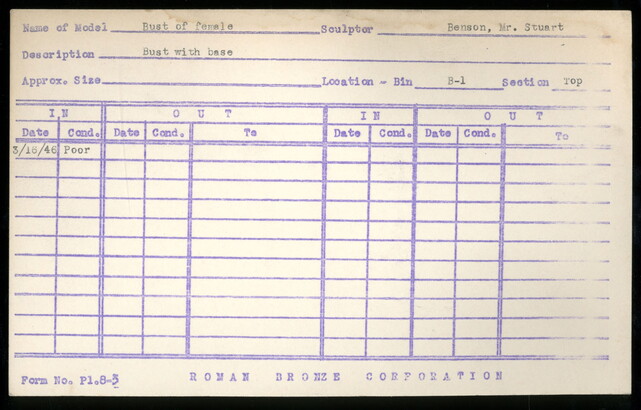 Name of Model Bust of female Sculptor Benson, Mr. Stuart
Description Bust with base
Approx. Size Location - Bin B-1 Section Top
IN OUT IN OUT
Date Cond. Date Cond. To Date Cond. Date Cond. To
3/18/46 Poor
Form No. Pl.8-3 ROMAN BRONZE CORPORATION